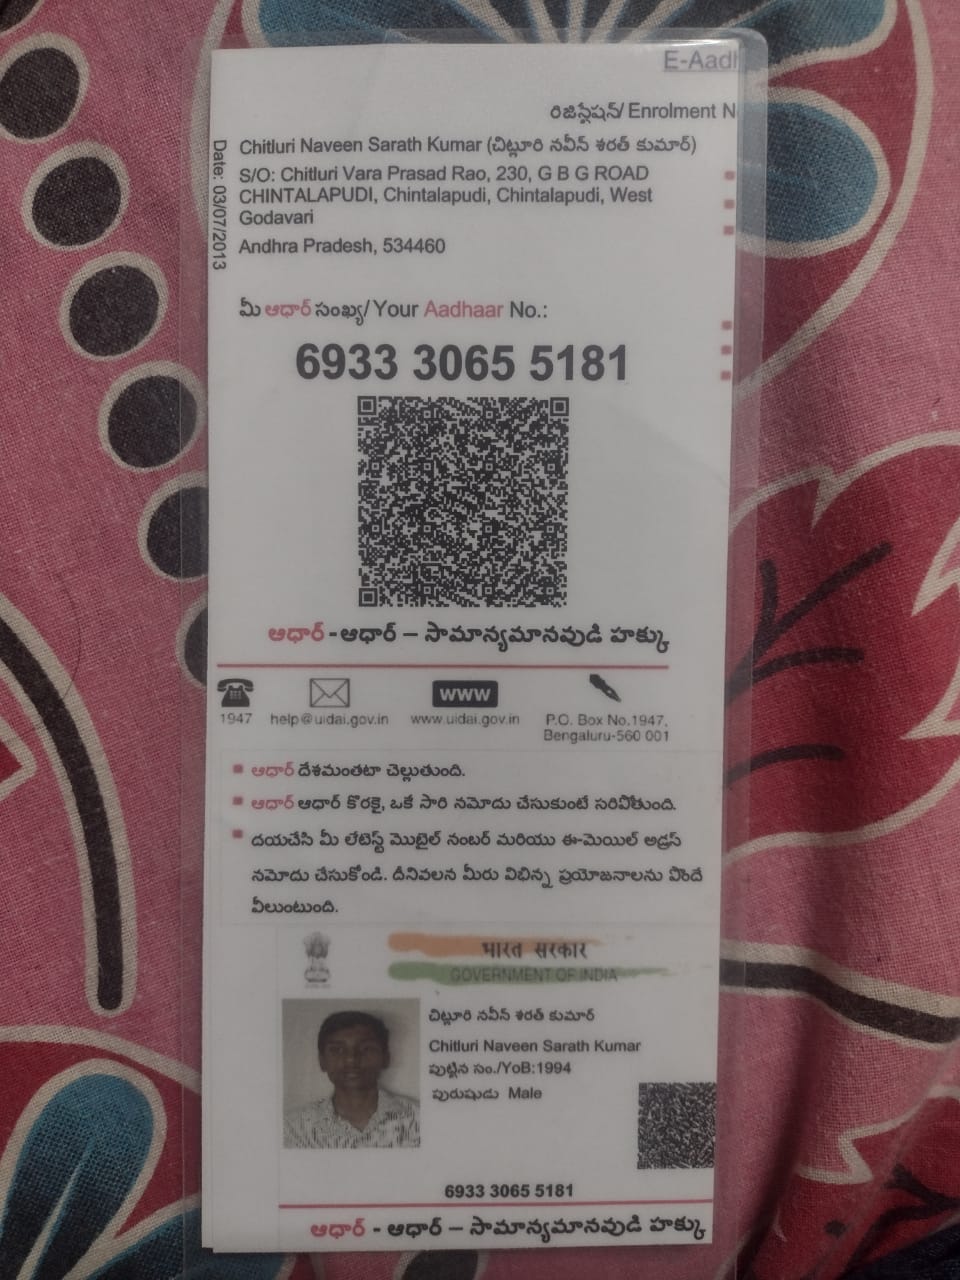 E-Aadh
రిజిస్ట్రేషన్/ Enrolment N
Date: 03/07/2013
Chitluri Naveen Sarath Kumar (చిట్లూరి నవీన్ శరత్ కుమార్)
S/O: Chitluri Vara Prasad Rao, 230, G B G ROAD
CHINTALAPUDI, Chintalapudi, Chintalapudi, West
Godavari
Andhra Pradesh, 534460
మీ ఆధార్ సంఖ్య/ Your Aadhaar No.:
6933 3065 5181
ఆధార్ - ఆధార్ – సామాన్యమానవుడి హక్కు
1947
help@uidai.gov.in
www
www.uidai.gov.in
P.O. Box No.1947,
Bengaluru-560 001
ఆధార్ దేశమంతటా చెల్లుతుంది.
ఆధార్ ఆధార్ కొరకై, ఒకే సారి నమోదు చేసుకుంటే సరిపోతుంది.
దయచేసి మీ లేటెస్ట్ మొబైల్ నంబర్ మరియు ఈ-మెయిల్ అడ్రస్
నమోదు చేసుకోండి. దీనివలన మీరు విభిన్న ప్రయోజనాలను పొందే
వీలుంటుంది.
भारत सरकार
GOVERNMENT OF INDIA
చిట్లూరి నవీన్ శరత్ కుమార్
Chitluri Naveen Sarath Kumar
పుట్టిన సం./YoB:1994
పురుషుడు Male
6933 3065 5181
ఆధార్ - ఆధార్ – సామాన్యమానవుడి హక్కు